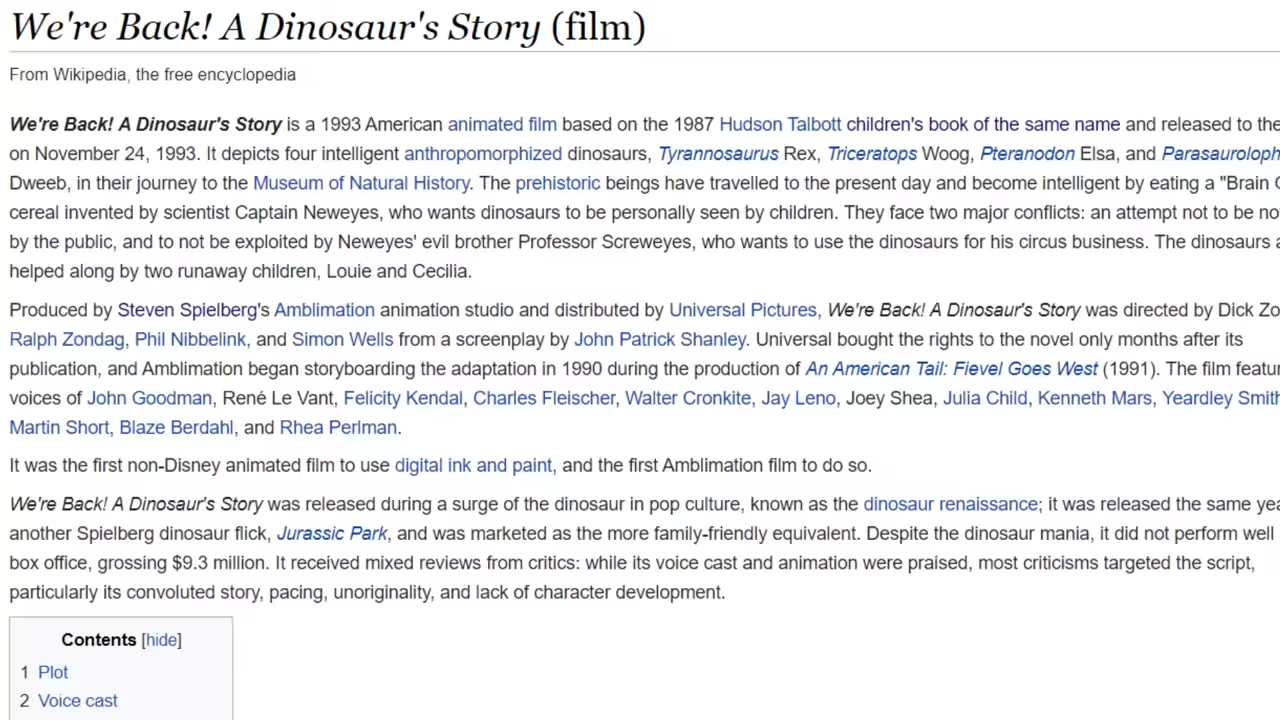 We're Back! A Dinosaur's Story (film)
From Wikipedia, the free encyclopedia
We're Back! A Dinosaur's Story is a 1993 American animated film based on the 1987 Hudson Talbott children's book of the same name and released to the
on November 24, 1993. It depicts four intelligent anthropomorphized dinosaurs, Tyrannosaurus Rex, Triceratops Woog, Pteranodon Elsa, and
Dweeb, in their journey to the Museum of Natural History. The prehistoric beings have travelled to the present day and become intelligent by eating a "Brain
cereal invented by scientist Captain Neweyes, who wants dinosaurs to be personally seen by children. They face two major conflicts: an attempt not to be
by the public, and to not be exploited by Neweyes' evil brother Professor Screweyes, who wants to use the dinosaurs for his circus business. The dinosaurs
helped along by two runaway children, Louie and Cecilia.
Produced by Steven Spielberg's Amblimation animation studio and distributed by Universal Pictures, We're Back! A Dinosaur's Story was directed by Dick
Ralph Zondag, Phil Nibbelink, and Simon Wells from a screenplay by John Patrick Shanley. Universal bought the rights to the novel only months after its
publication, and Amblimation began storyboarding the adaptation in 1990 during the production of An American Tail: Fievel Goes West (1991). The film
voices of John Goodman, René Le Vant, Felicity Kendal, Charles Fleischer, Walter Cronkite, Jay Leno, Joey Shea, Julia Child, Kenneth Mars, Yeardley Smith
Martin Short, Blaze Berdahl, and Rhea Perlman.
It was the first non-Disney animated film to use digital ink and paint, and the first Amblimation film to do so.
We're Back! A Dinosaur's Story was released during a surge of the dinosaur in pop culture, known as the dinosaur renaissance; it was released the same
another Spielberg dinosaur flick, Jurassic Park, and was marketed as the more family-friendly equivalent. Despite the dinosaur mania, it did not perform well
box office, grossing $9.3 million. It received mixed reviews from critics: while its voice cast and animation were praised, most criticisms targeted the script,
particularly its convoluted story, pacing, unoriginality, and lack of character development.
Contents [hide]
1 Plot
2 Voice cast